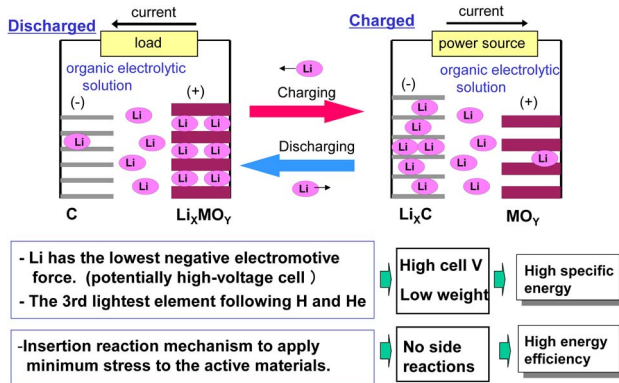 Discharged
current
load
organic electrolytic
solution
(-)
(+)
Li
Li
Li
Li
Li
Li
Li
Li
Li
Li
Li
C
LiXMOY
Li
Charging
Discharging
Li
Charged
current
power source
organic electrolytic
solution
(-)
(+)
Li
Li
Li
Li
Li
Li
Li
Li
Li
Li
Li
LiXC
MOY
- Li has the lowest negative electromotive
force. (potentially high-voltage cell )
- The 3rd lightest element following H and He
High cell V
Low weight
High specific
energy
-Insertion reaction mechanism to apply
minimum stress to the active materials.
No side
reactions
High energy
efficiency